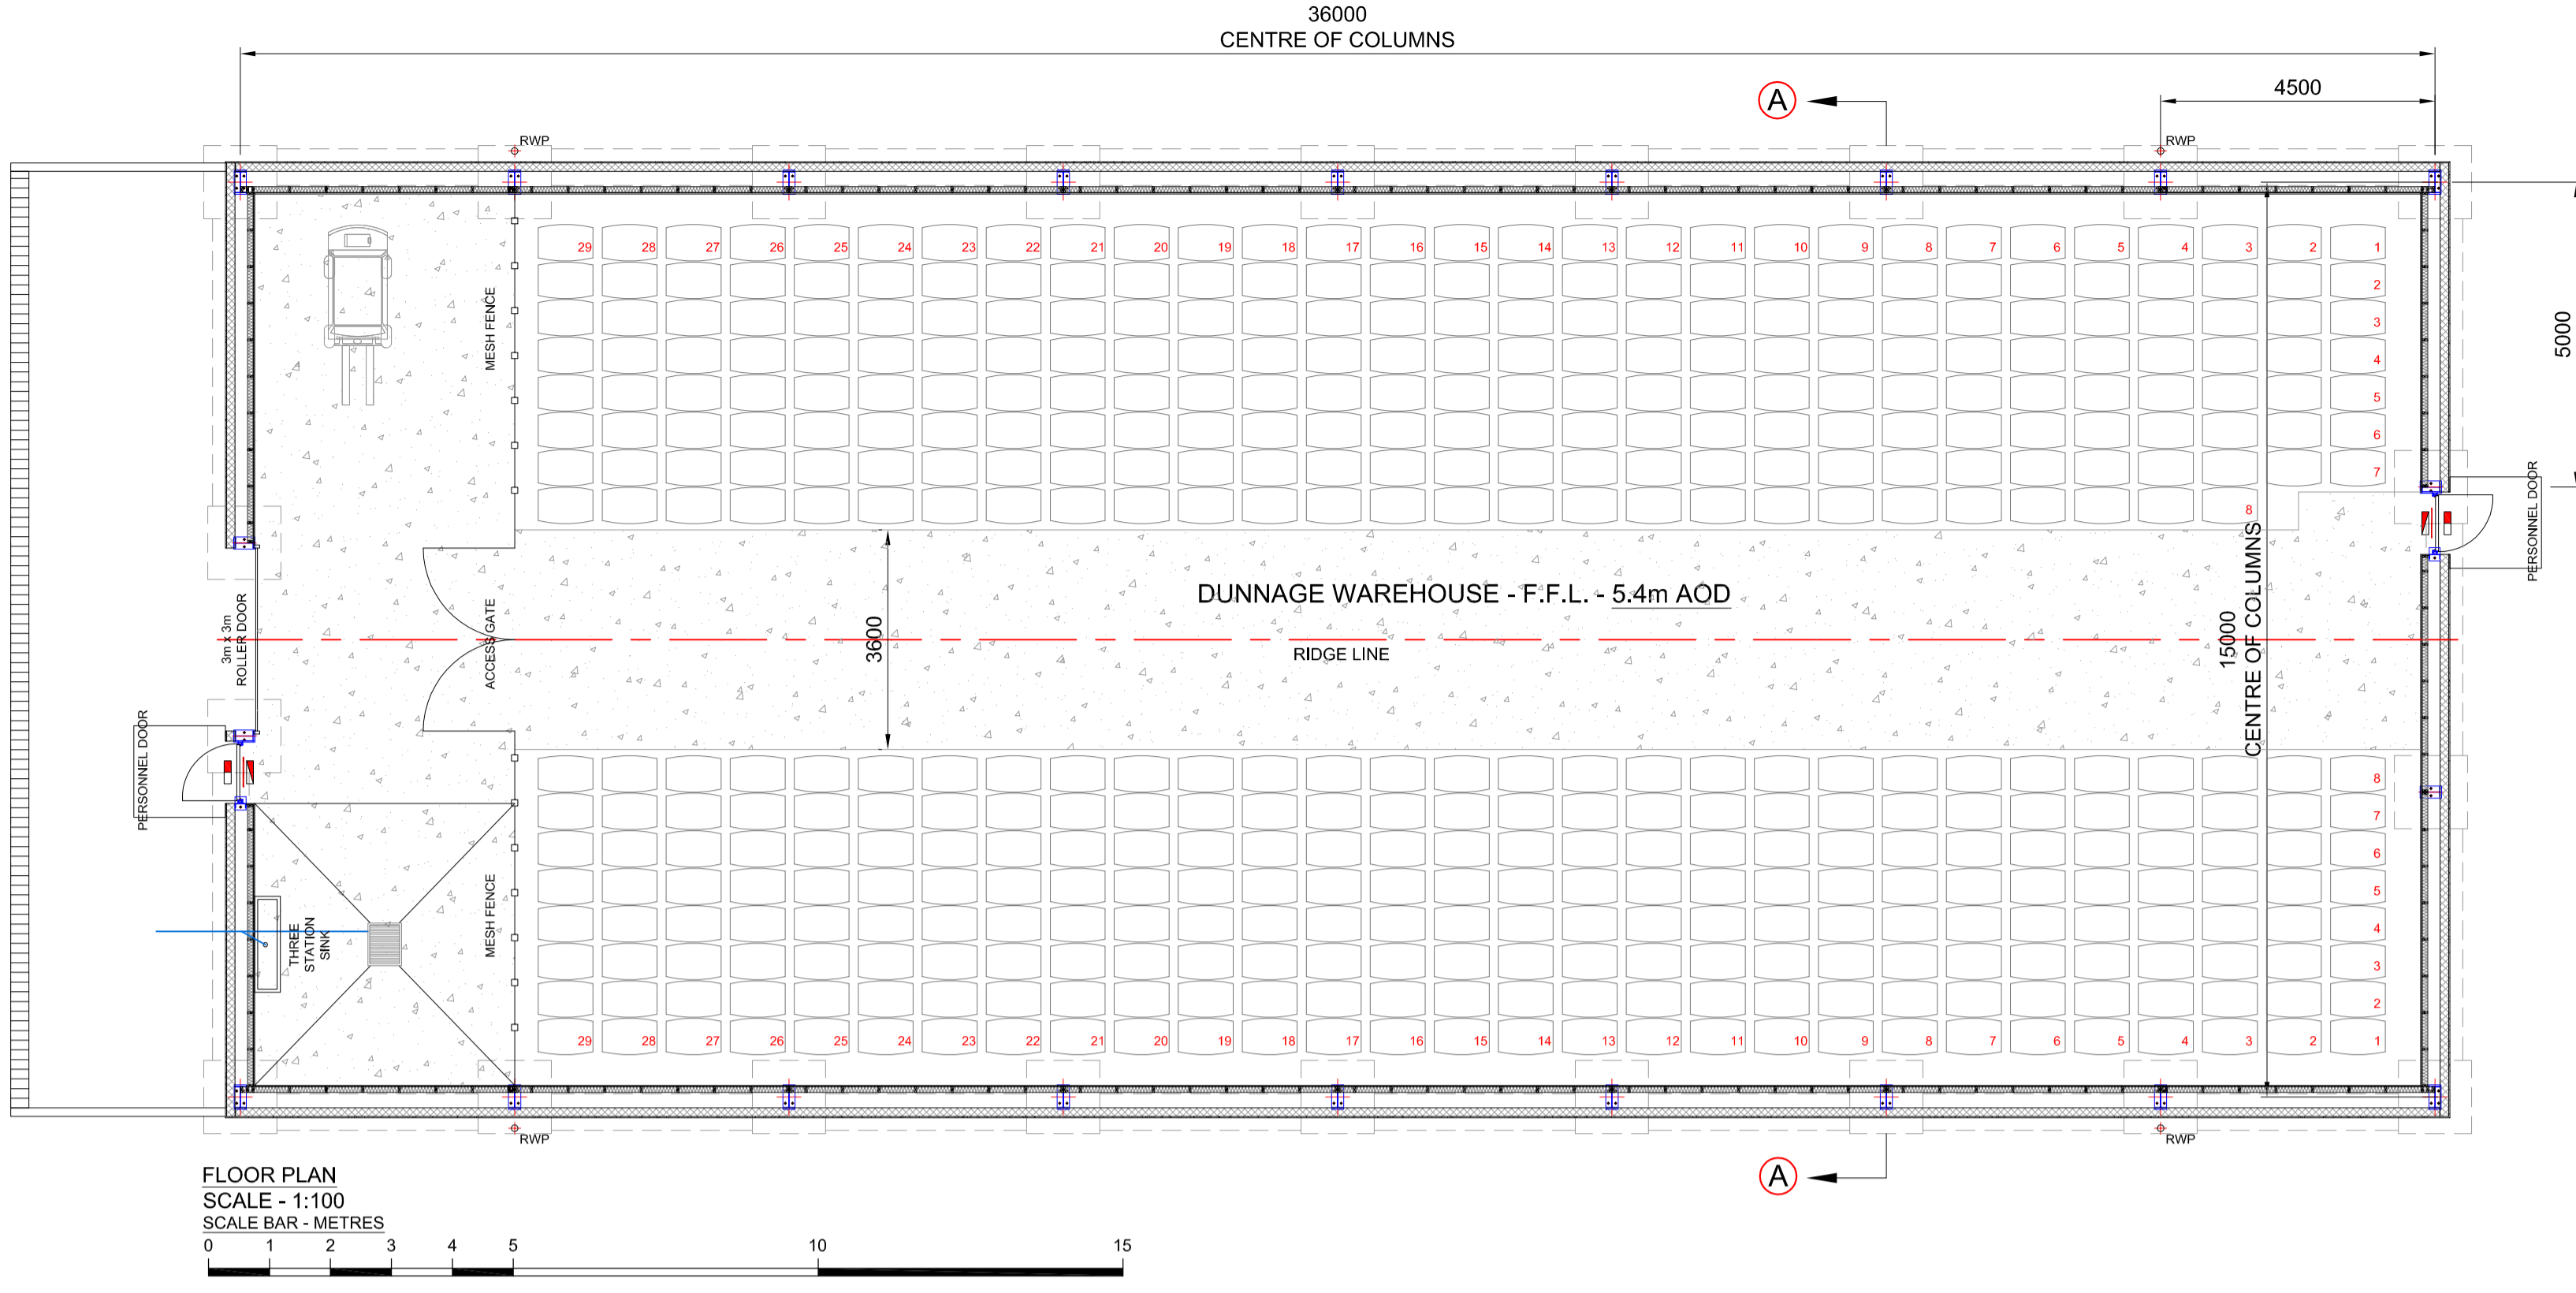 36000
CENTRE OF COLUMNS
A
4500
RWP
RWP
29 28 27 26 25 24 23 22 21 20 19 18 17 16 15 14 13 12 11 10 9 8 7 6 5 4 3 2 1
2
3
4
5
6
7
8
MESH FENCE
5000
PERSONNEL DOOR
3m x 3m
ROLLER DOOR
ACCESS GATE
3600
DUNNAGE WAREHOUSE - F.F.L. - 5.4m AOD
RIDGE LINE
15000
CENTRE OF COLUMNS
PERSONNEL DOOR
THREE
STATION
SINK
MESH FENCE
8
7
6
5
4
3
2
29 28 27 26 25 24 23 22 21 20 19 18 17 16 15 14 13 12 11 10 9 8 7 6 5 4 3 2 1
RWP
RWP
A
FLOOR PLAN
SCALE - 1:100
SCALE BAR - METRES
0 1 2 3 4 5 10 15